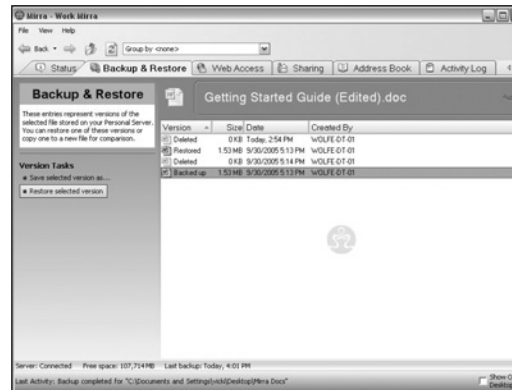 Mirra - Work Mirra
File View Help
Back Group by <none>
Status Backup & Restore Web Access Sharing Address Book Activity Log
Backup & Restore
These entries represent versions of the selected file stored on your Personal Server. You can restore one of these versions or copy one to a new file for comparison.
Version Tasks
Save selected version as...
Restore selected version
Getting Started Guide (Edited).doc
Version Size Date Created By
Deleted 0 KB Today, 2:54 PM WOLFE-DT-01
Restored 1.53 MB 9/30/2005 5:13 PM WOLFE-DT-01
Deleted 0 KB 9/30/2005 5:14 PM WOLFE-DT-01
Backed up 1.53 MB 9/30/2005 5:13 PM WOLFE-DT-01
Server: Connected Free space: 107,714 MB Last backup: Today, 4:01 PM
Last Activity: Backup completed for "C:\Documents and Settings\vicki\Desktop\Mirra Docs"
Show O
Desktop